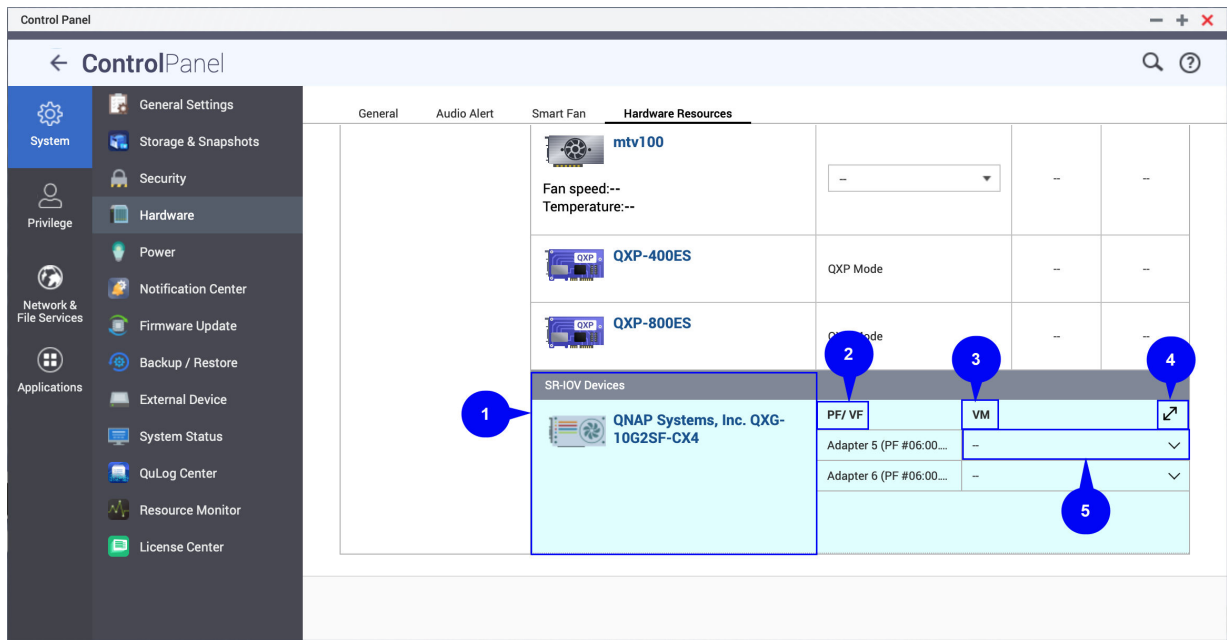 Control Panel
ControlPanel
System
Privilege
Network &
File Services
Applications
General Settings
Storage & Snapshots
Security
Hardware
Power
Notification Center
Firmware Update
Backup / Restore
External Device
System Status
QuLog Center
Resource Monitor
License Center
General Audio Alert Smart Fan Hardware Resources
mtv100
Fan speed:--
Temperature:--
-- -- --
QXP
QXP-400ES
QXP Mode -- --
QXP
QXP-800ES
-- --
SR-IOV Devices
QNAP Systems, Inc. QXG-
10G2SF-CX4
PF/ VF VM
Adapter 5 (PF #06:00.... --
Adapter 6 (PF #06:00.... --
1
2
3
4
5